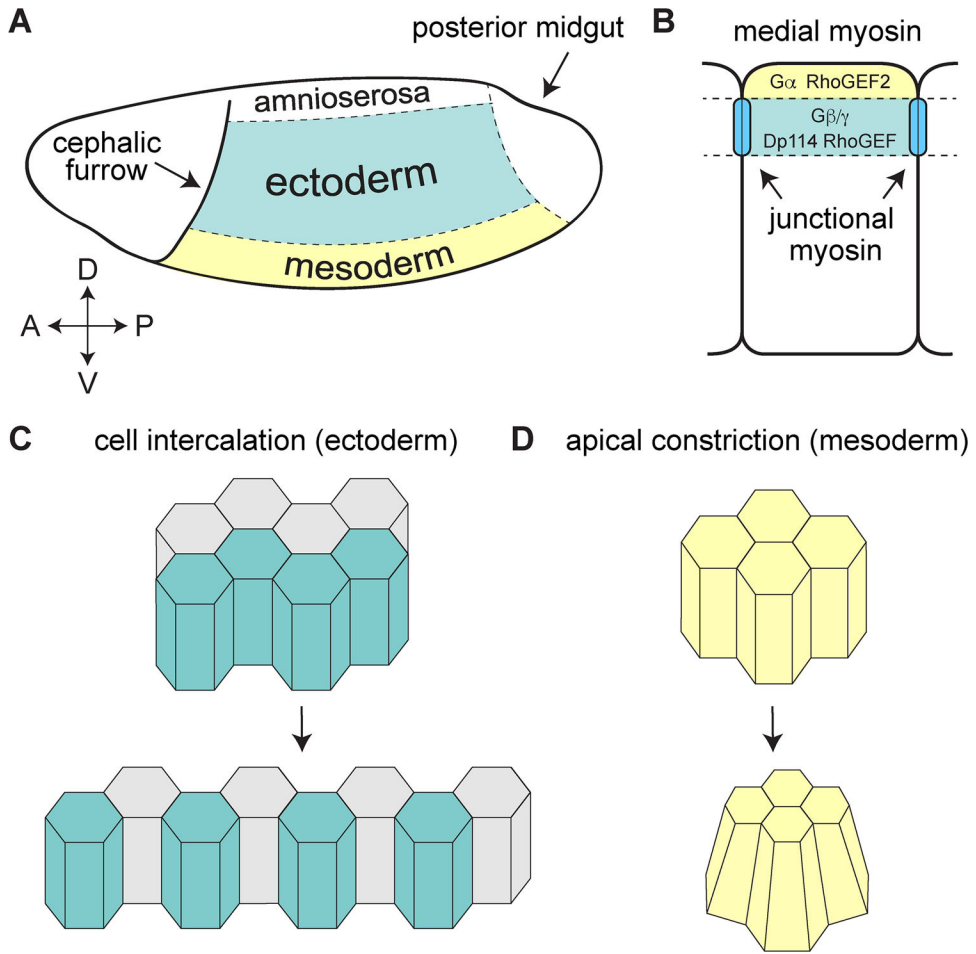 A
posterior midgut
amnioserosa
cephalic
furrow
ectoderm
mesoderm
D
A P
V
B
medial myosin
Gα RhoGEF2
Gβ/γ
Dp114 RhoGEF
junctional
myosin
C
cell intercalation (ectoderm)
D
apical constriction (mesoderm)